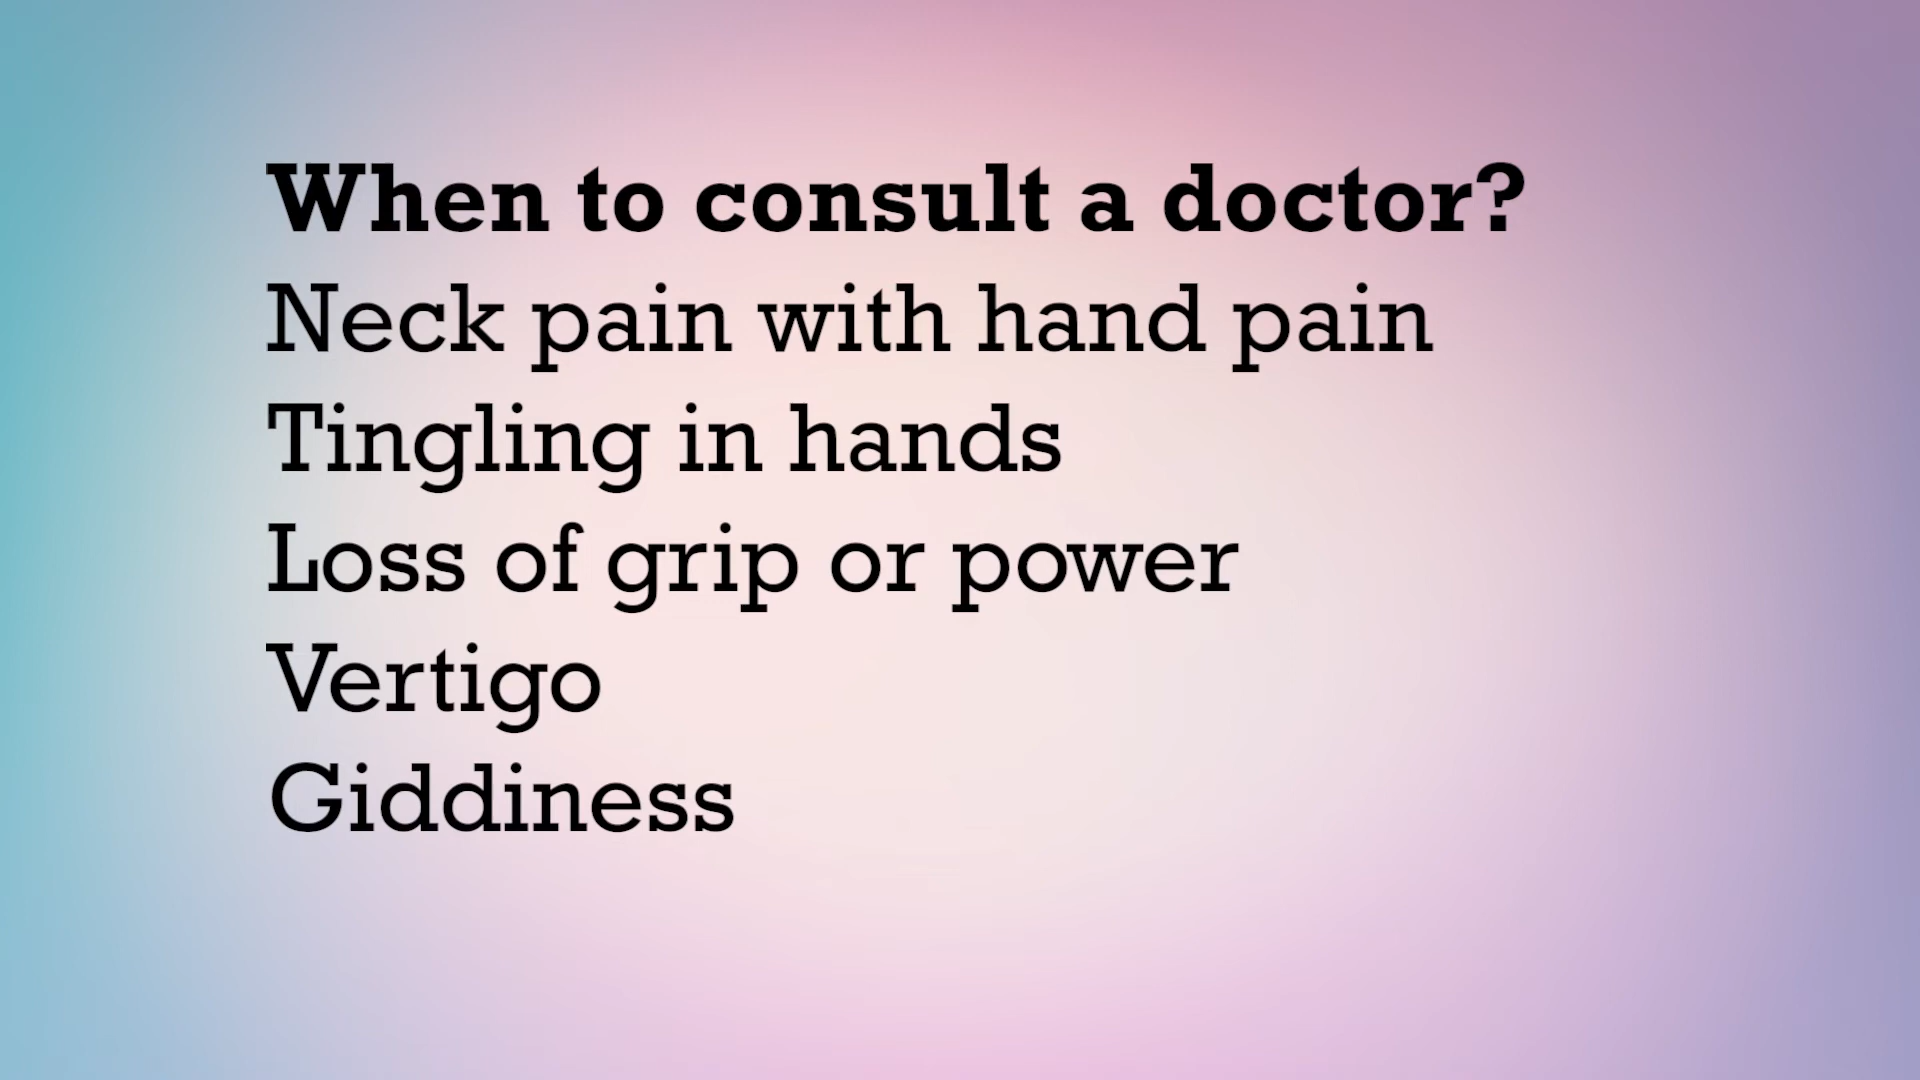 When to consult a doctor?
Neck pain with hand pain
Tingling in hands
Loss of grip or power
Vertigo
Giddiness